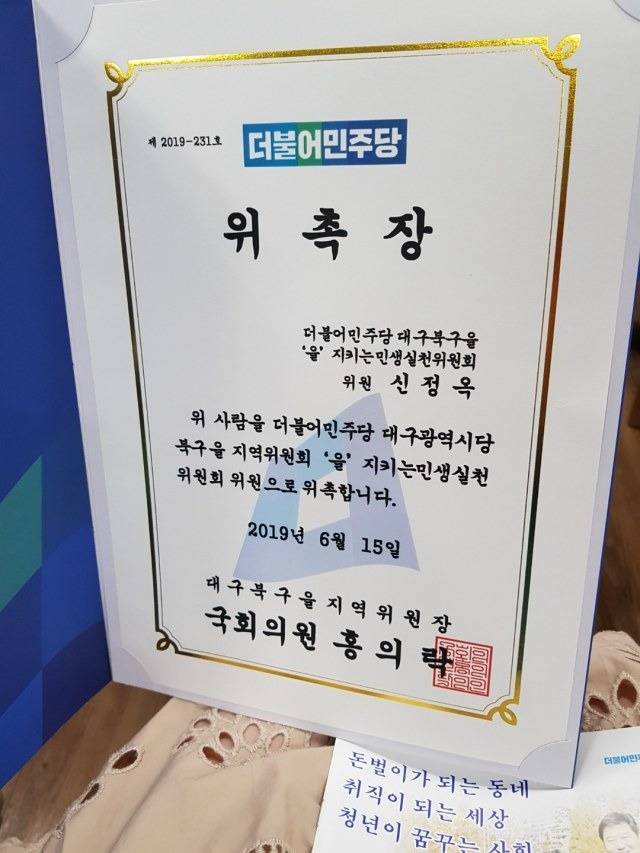 제 2019-231호
더불어민주당
위촉장
더불어민주당 대구북구을
'을' 지키는민생실천위원회
위원 신정옥
위 사람을 더불어민주당 대구광역시당
북구을 지역위원회 '을' 지키는민생실천
위원회 위원으로 위촉합니다.
2019년 6월 15일
대구북구을지역위원장
국회의원 홍의락
더불어민주
돈벌이가 되는 동네
취직이 되는 세상
청년이 꿈꾸는 사회